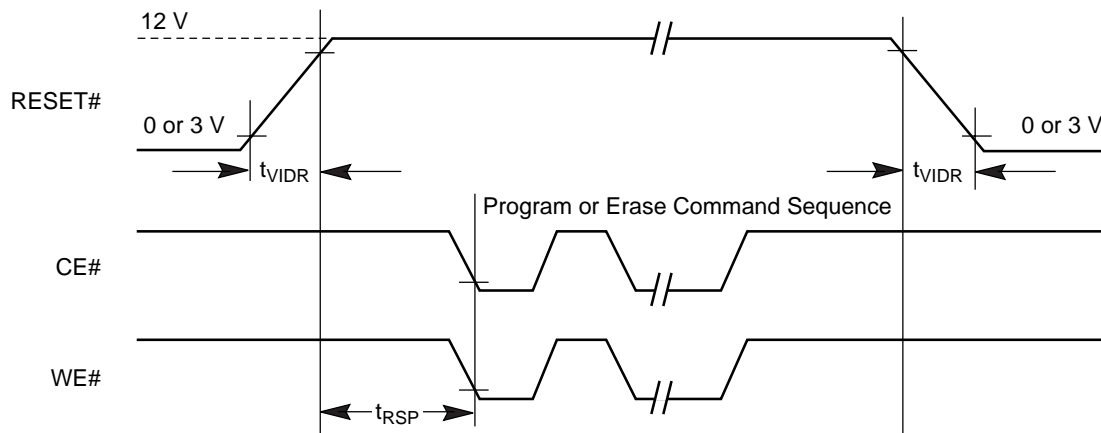 12 V
RESET#
0 or 3 V
0 or 3 V
tVIDR
tVIDR
Program or Erase Command Sequence
CE#
WE#
tRSP